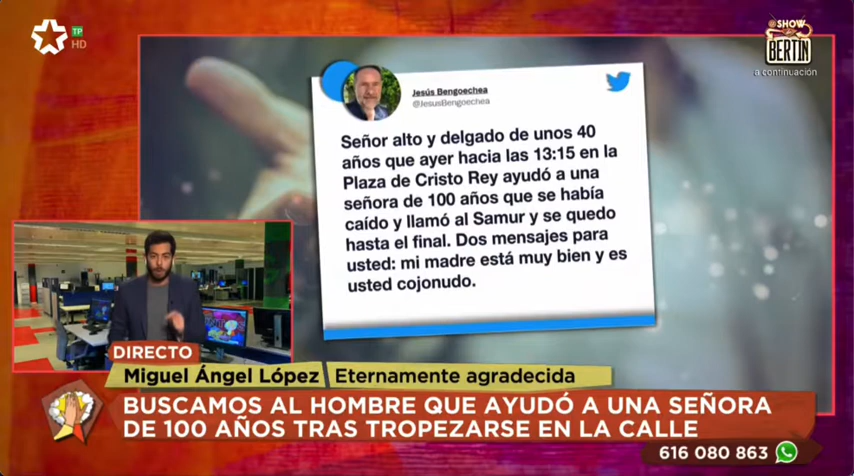 TP
HD
SHOW
BERTÍN
a continuación
Jesús Bengoechea
@JesusBengoechea
Señor alto y delgado de unos 40
años que ayer hacia las 13:15 en la
Plaza de Cristo Rey ayudó a una
señora de 100 años que se había
caído y llamó al Samur y se quedo
hasta el final. Dos mensajes para
usted: mi madre está muy bien y es
usted cojonudo.
DIRECTO
Miguel Ángel López Eternamente agradecida
BUSCAMOS AL HOMBRE QUE AYUDÓ A UNA SEÑORA
DE 100 AÑOS TRAS TROPEZARSE EN LA CALLE
616 080 863